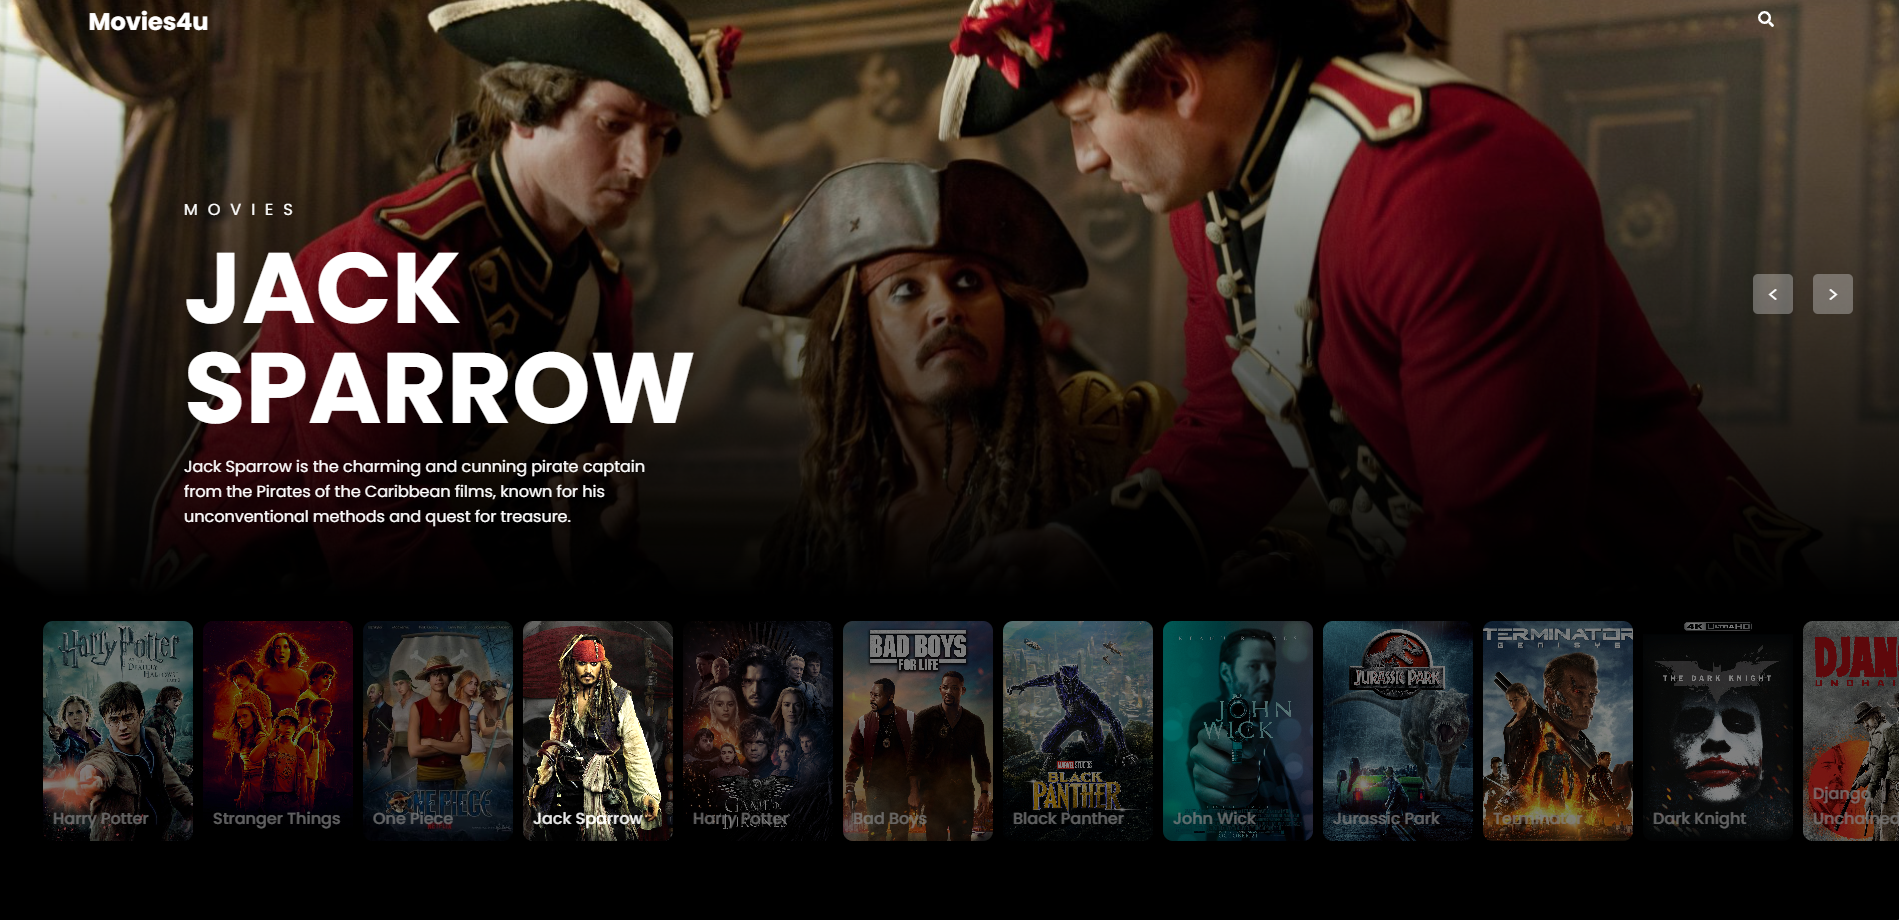 Movies4u
MOVIES
JACK
SPARROW
Jack Sparrow is the charming and cunning pirate captain
from the Pirates of the Caribbean films, known for his
unconventional methods and quest for treasure.
Harry Potter
Harry Potter
Stranger Things
ONE PIECE
One Piece
Jack Sparrow
Harry Potter
BAD BOYS
FOR LIFE
Bad Boys
MARVEL STUDIOS
BLACK
PANTHER
Black Panther
JOHN
WICK
John Wick
JURASSIC PARK
Jurassic Park
TERMINATOR
GENISYS
Terminator
4K ULTRA HD
THE DARK KNIGHT
Dark Knight
DJAN
UNCHAI
Django
Unchained